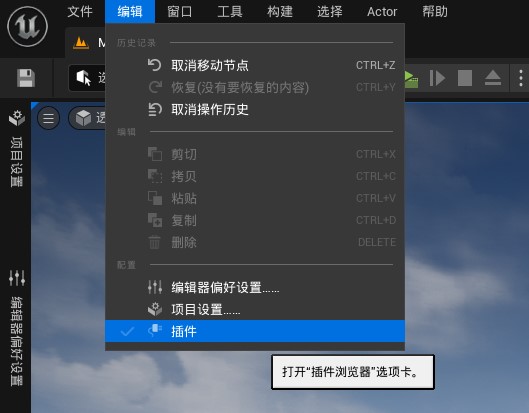 文件 编辑 窗口 工具 构建 选择 Actor 帮助
M
历史记录
选
取消移动节点 CTRL+Z
恢复(没有要恢复的内容) CTRL+Y
取消操作历史
透
编辑
项目设置
剪切 CTRL+X
拷贝 CTRL+C
粘贴 CTRL+V
复制 CTRL+D
删除 DELETE
配置
编辑器偏好设置......
项目设置......
插件
编辑器偏好设置
打开“插件浏览器”选项卡。